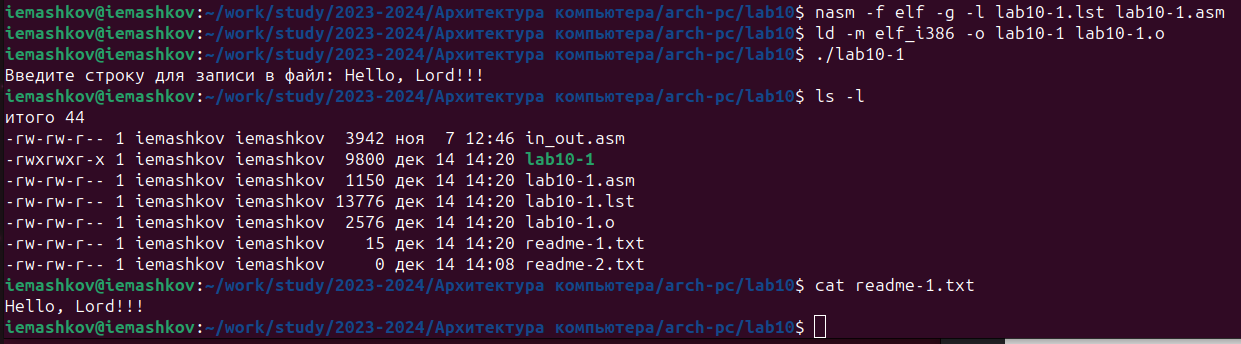 iemashkov@iemashkov:~/work/study/2023-2024/Архитектура компьютера/arch-pc/lab10$ nasm -f elf -g -l lab10-1.lst lab10-1.asm
iemashkov@iemashkov:~/work/study/2023-2024/Архитектура компьютера/arch-pc/lab10$ ld -m elf_i386 -o lab10-1 lab10-1.o
iemashkov@iemashkov:~/work/study/2023-2024/Архитектура компьютера/arch-pc/lab10$ ./lab10-1
Введите строку для записи в файл: Hello, Lord!!!
iemashkov@iemashkov:~/work/study/2023-2024/Архитектура компьютера/arch-pc/lab10$ ls -l
итого 44
-rw-rw-r-- 1 iemashkov iemashkov  3942 ноя  7 12:46 in_out.asm
-rwxrwxr-x 1 iemashkov iemashkov  9800 дек 14 14:20 lab10-1
-rw-rw-r-- 1 iemashkov iemashkov  1150 дек 14 14:20 lab10-1.asm
-rw-rw-r-- 1 iemashkov iemashkov 13776 дек 14 14:20 lab10-1.lst
-rw-rw-r-- 1 iemashkov iemashkov  2576 дек 14 14:20 lab10-1.o
-rw-rw-r-- 1 iemashkov iemashkov    15 дек 14 14:20 readme-1.txt
-rw-rw-r-- 1 iemashkov iemashkov     0 дек 14 14:08 readme-2.txt
iemashkov@iemashkov:~/work/study/2023-2024/Архитектура компьютера/arch-pc/lab10$ cat readme-1.txt
Hello, Lord!!!
iemashkov@iemashkov:~/work/study/2023-2024/Архитектура компьютера/arch-pc/lab10$